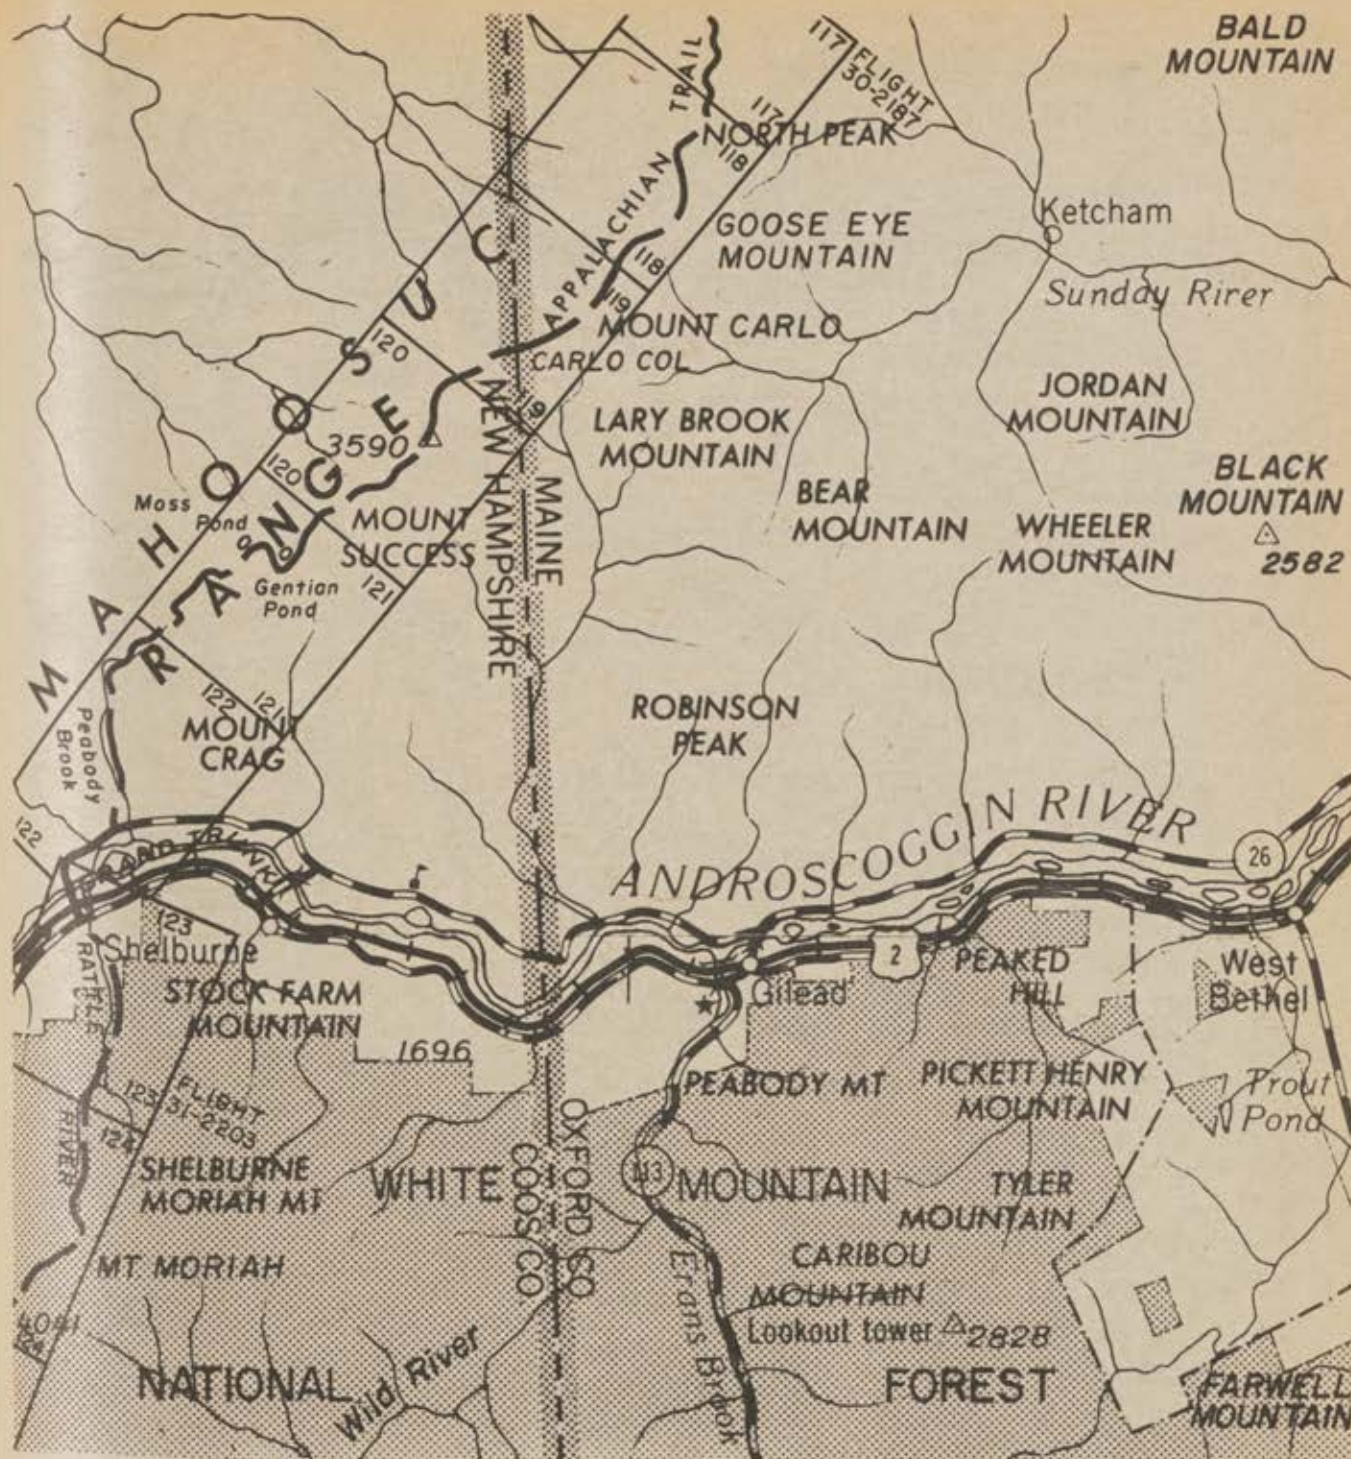 BALD
MOUNTAIN
117
FLIGHT
30-2187
APPALACHIAN TRAIL
117
NORTH PEAK
118
Ketcham
GOOSE EYE
MOUNTAIN
118
119
Sunday Rirer
MOUNT CARLO
CARLO COL
120
MAHOOSUC
RANGE
JORDAN
MOUNTAIN
LARY BROOK
MOUNTAIN
3590
120
BLACK
MOUNTAIN
2582
Moss
Pond
MOUNT
SUCCESS
NEW HAMPSHIRE
MAINE
BEAR
MOUNTAIN
WHEELER
MOUNTAIN
Gentian
Pond
121
122
121
MOUNT
CRAG
ROBINSON
PEAK
Peabody
Brook
122
GRAND TRUNK
ANDROSCOGGIN RIVER
26
123
Shelburne
2
PEAKED
HILL
West
Bethel
RATTLE
RIVER
STOCK FARM
MOUNTAIN
Gilead
1696
123
FLIGHT
31-2203
124
PEABODY MT
PICKETT HENRY
MOUNTAIN
Trout
Pond
SHELBURNE
MORIAH MT
WHITE
COOS CO.
OXFORD CO
113
MOUNTAIN
TYLER
MOUNTAIN
MT MORIAH
CARIBOU
MOUNTAIN
Lookout tower
2828
Erans Brook
4041
NATIONAL
Wild River
FOREST
FARWELL
MOUNTAIN